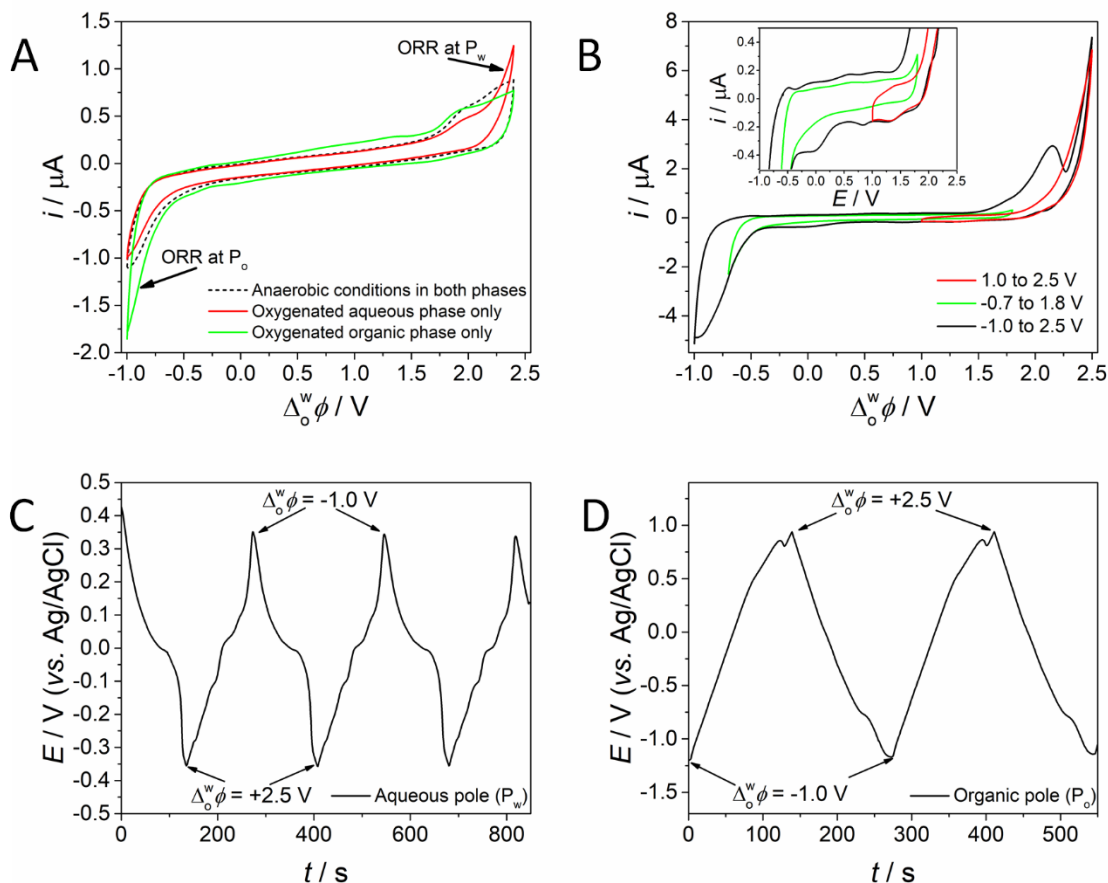 A
1.5
1.0
0.5
0.0
-0.5
-1.0
-1.5
-2.0
i / μA
ORR at Pw
ORR at Po
Anaerobic conditions in both phases
Oxygenated aqueous phase only
Oxygenated organic phase only
-1.0 -0.5 0.0 0.5 1.0 1.5 2.0 2.5
Δowϕ / V
B
8
6
4
2
0
-2
-4
i / μA
0.4
0.2
0.0
-0.2
-0.4
i / μA
-1.0 -0.5 0.0 0.5 1.0 1.5 2.0 2.5
E / V
1.0 to 2.5 V
-0.7 to 1.8 V
-1.0 to 2.5 V
-1.0 -0.5 0.0 0.5 1.0 1.5 2.0 2.5
Δowϕ / V
C
0.5
0.4
0.3
0.2
0.1
0.0
-0.1
-0.2
-0.3
-0.4
-0.5
E / V (vs. Ag/AgCl)
Δowϕ = -1.0 V
Δowϕ = +2.5 V
Aqueous pole (Pw)
0 200 400 600 800
t / s
D
1.0
0.5
0.0
-0.5
-1.0
-1.5
E / V (vs. Ag/AgCl)
Δowϕ = +2.5 V
Δowϕ = -1.0 V
Organic pole (Po)
0 100 200 300 400 500
t / s